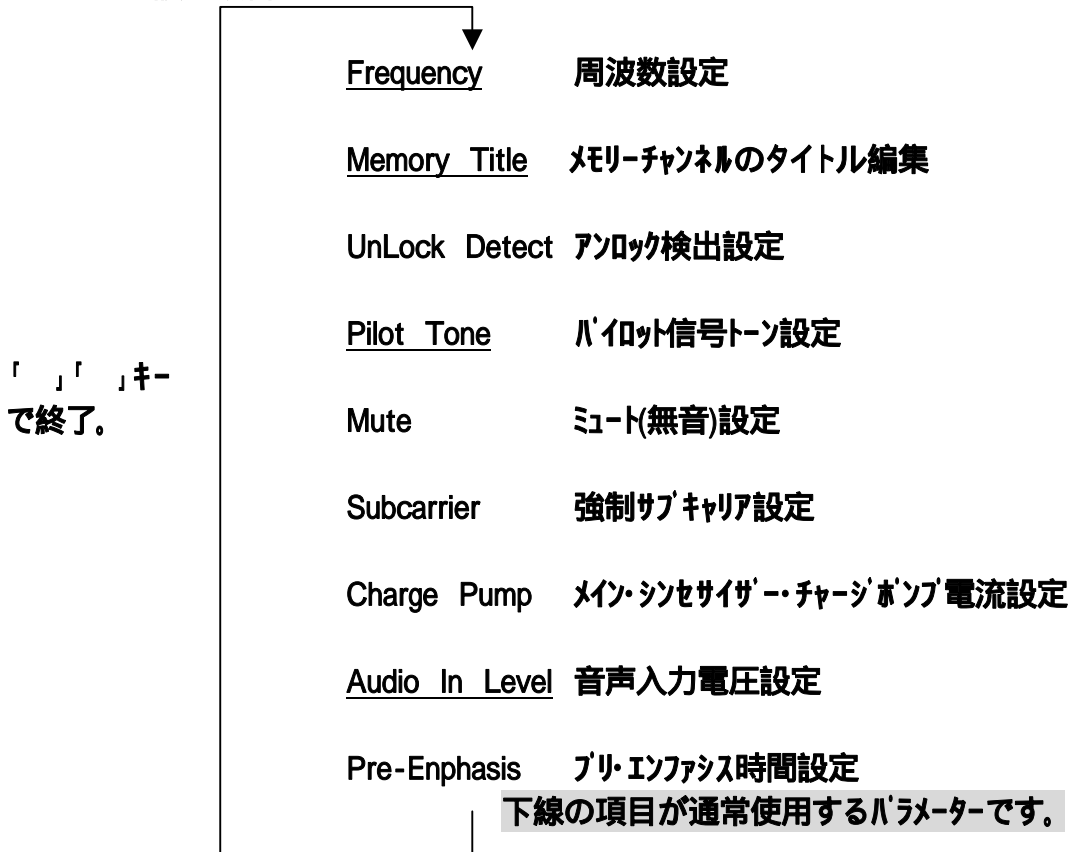 Frequency 周波数設定
Memory Title ﾒﾓﾘｰﾁｬﾝﾈﾙのタイトル編集
UnLock Detect ｱﾝﾛｯｸ検出設定
Pilot Tone ﾊﾟｲﾛｯﾄ信号ﾄｰﾝ設定
「　」「　」ｷｰ
で終了。
Mute ﾐｭｰﾄ(無音)設定
Subcarrier 強制ｻﾌﾞｷｬﾘｱ設定
Charge Pump ﾒｲﾝ･ｼﾝｾｻｲｻﾞｰ･ﾁｬｰｼﾞﾎﾟﾝﾌﾟ電流設定
Audio In Level 音声入力電圧設定
Pre-Enphasis ﾌﾟﾘ･ｴﾝﾌｧｼｽ時間設定
下線の項目が通常使用するﾊﾟﾗﾒｰﾀｰです。